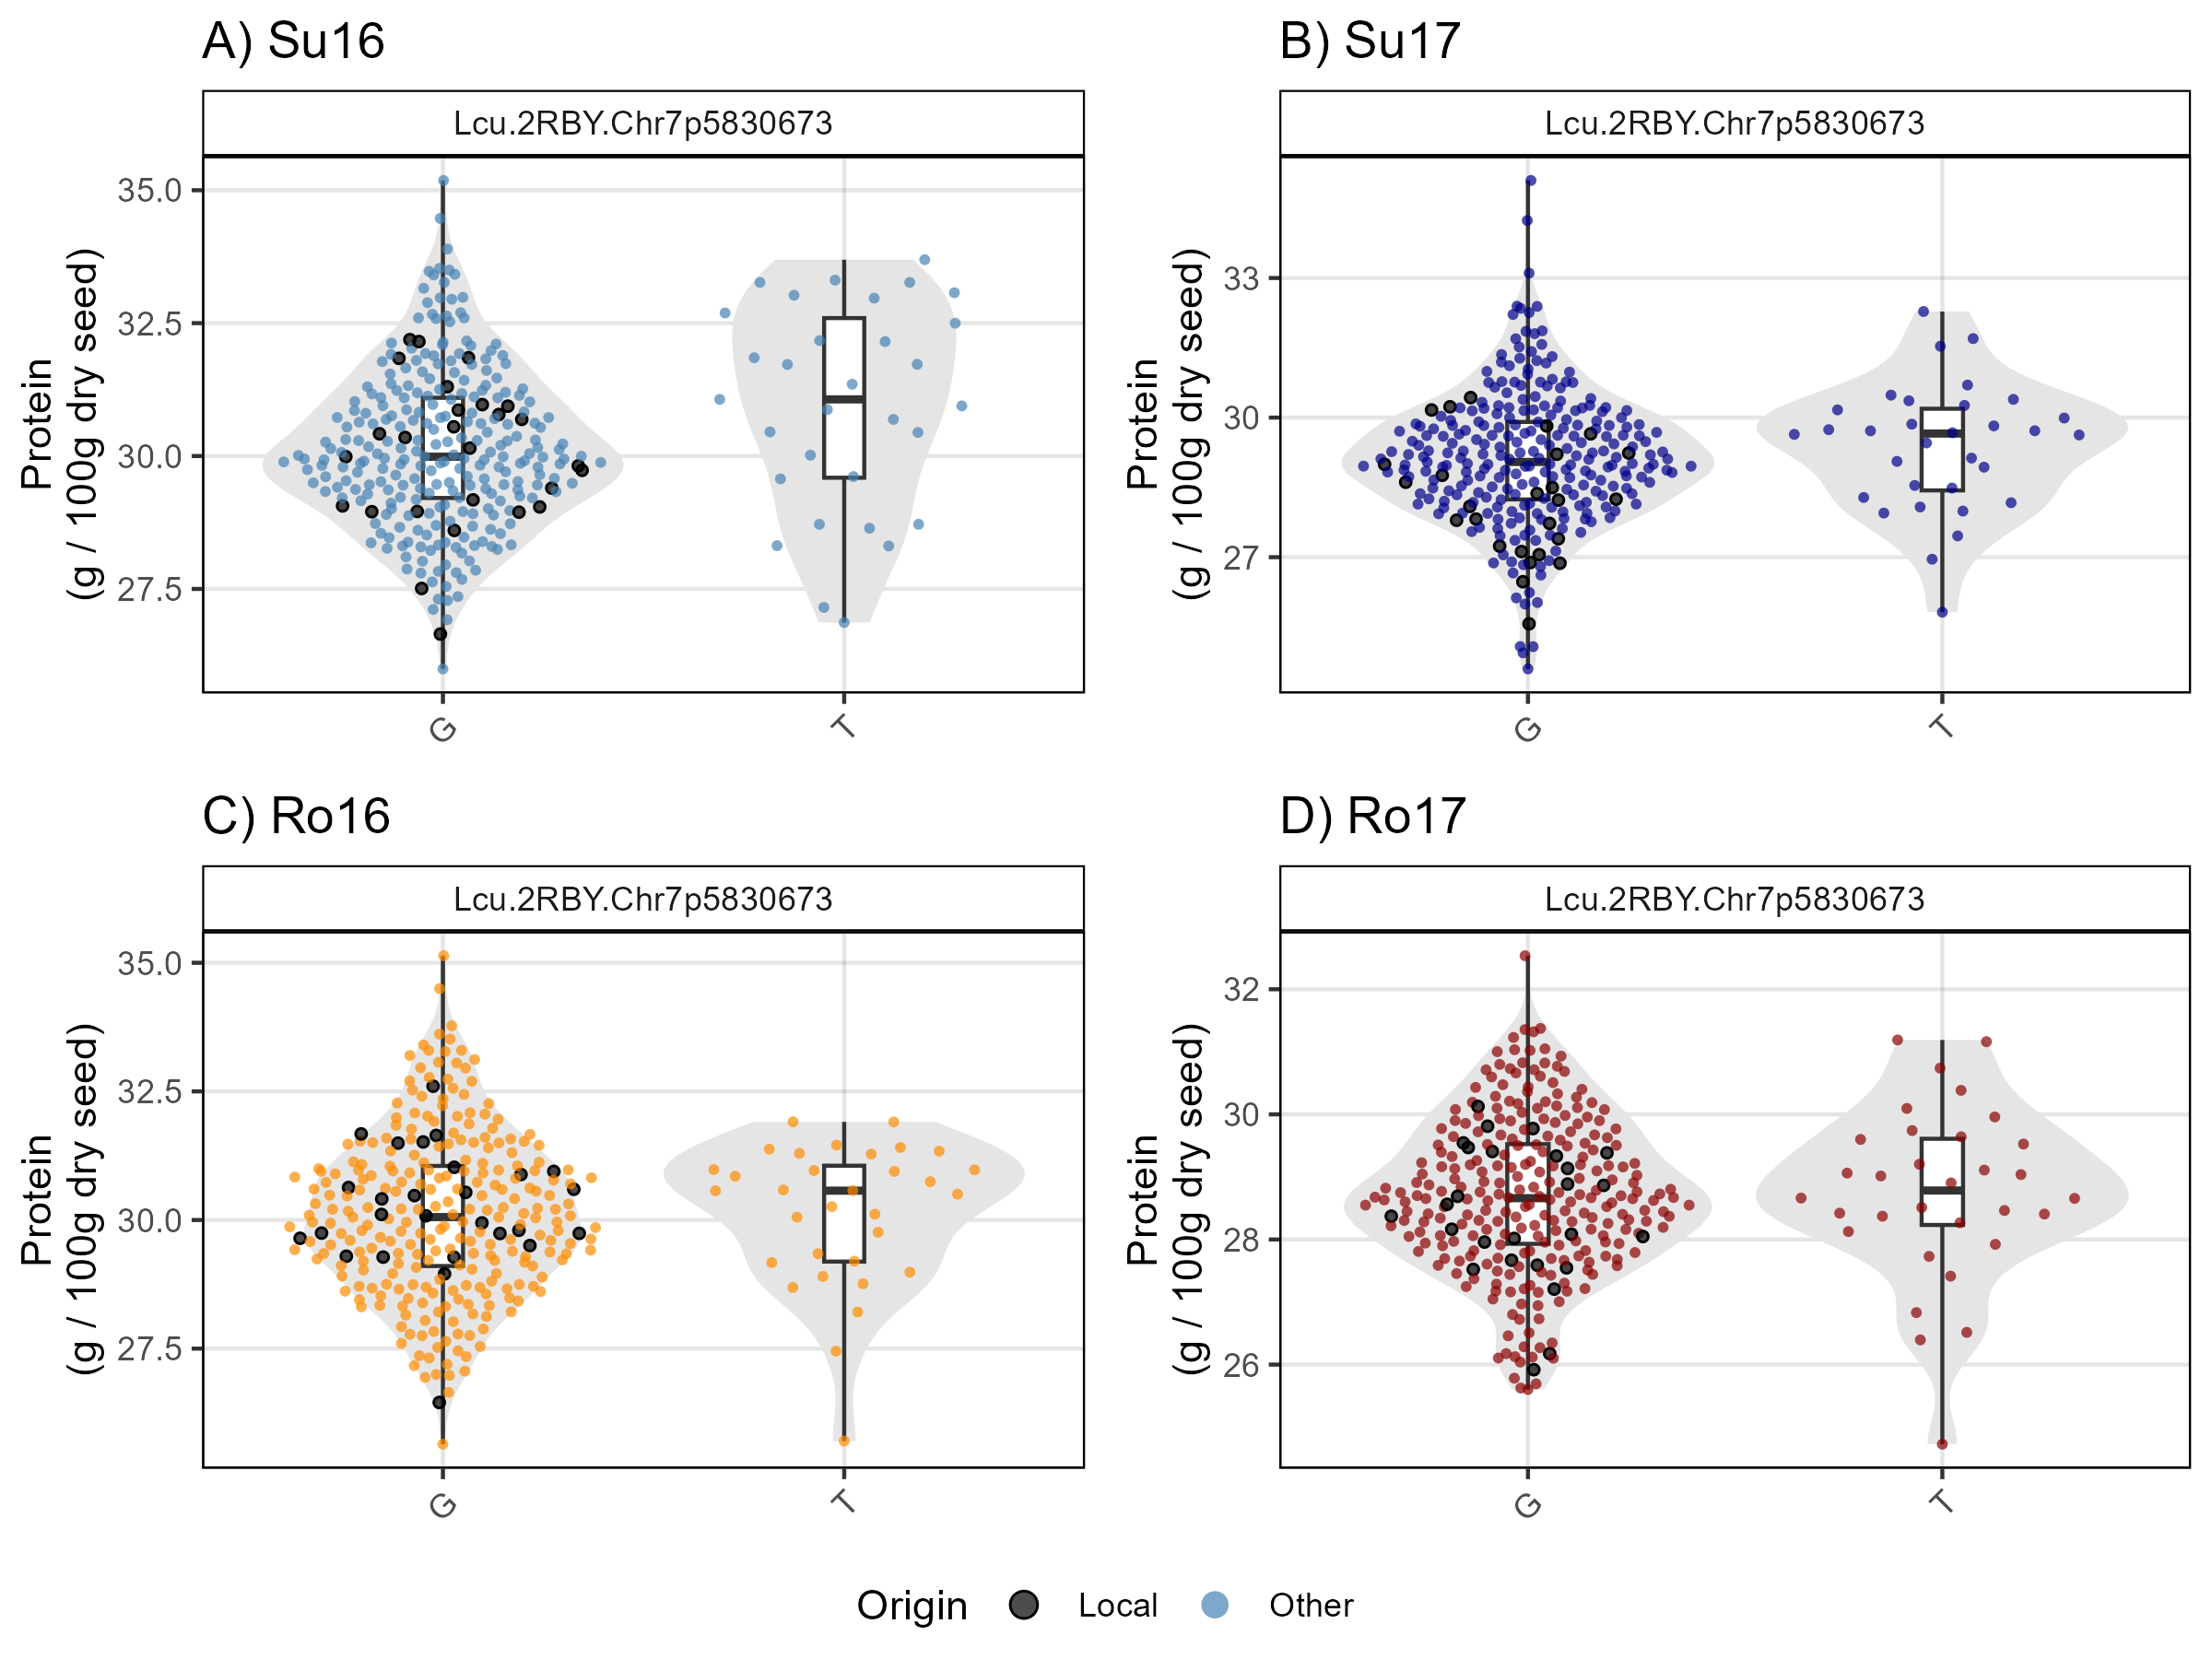 A) Su16
Lcu.2RBY.Chr7p5830673
Protein
(g / 100g dry seed)
35.0
32.5
30.0
27.5
G
T
B) Su17
Lcu.2RBY.Chr7p5830673
Protein
(g / 100g dry seed)
33
30
27
G
T
C) Ro16
Lcu.2RBY.Chr7p5830673
Protein
(g / 100g dry seed)
35.0
32.5
30.0
27.5
G
T
D) Ro17
Lcu.2RBY.Chr7p5830673
Protein
(g / 100g dry seed)
32
30
28
26
G
T
Origin Local Other